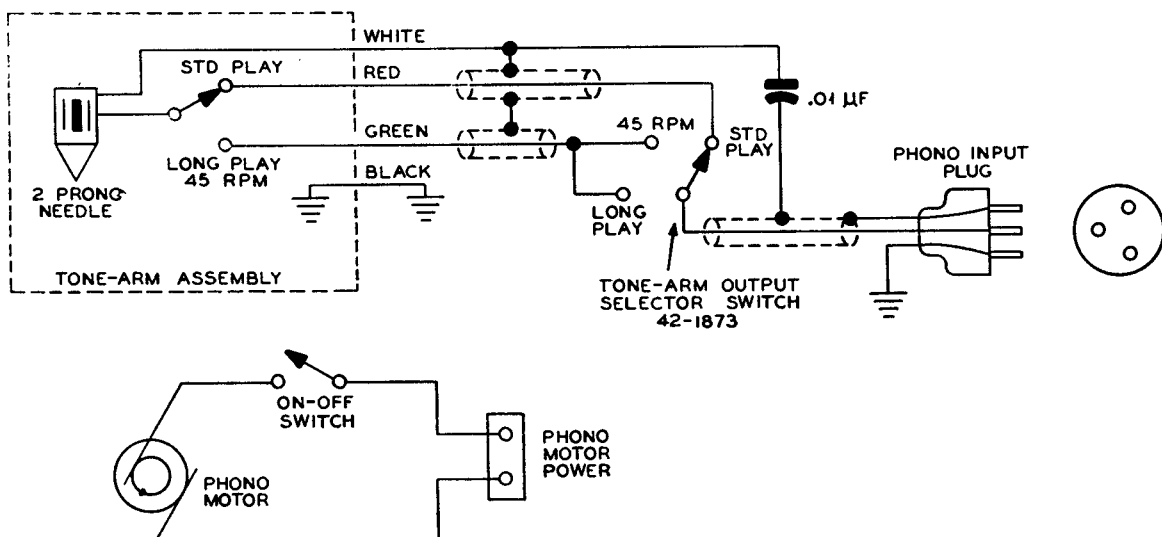 WHITE
STD PLAY
RED
.01 µF
GREEN
45 RPM
STD
PLAY
LONG PLAY
45 RPM
BLACK
PHONO INPUT
PLUG
2 PRONG
NEEDLE
LONG
PLAY
TONE-ARM ASSEMBLY
TONE-ARM OUTPUT
SELECTOR SWITCH
42-1873
ON-OFF
SWITCH
PHONO
MOTOR
POWER
PHONO
MOTOR